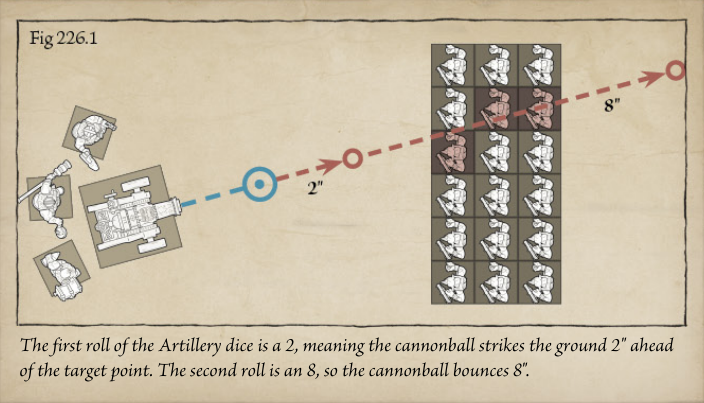 Fig 226.1
8"
2"
The first roll of the Artillery dice is a 2, meaning the cannonball strikes the ground 2" ahead
of the target point. The second roll is an 8, so the cannonball bounces 8".